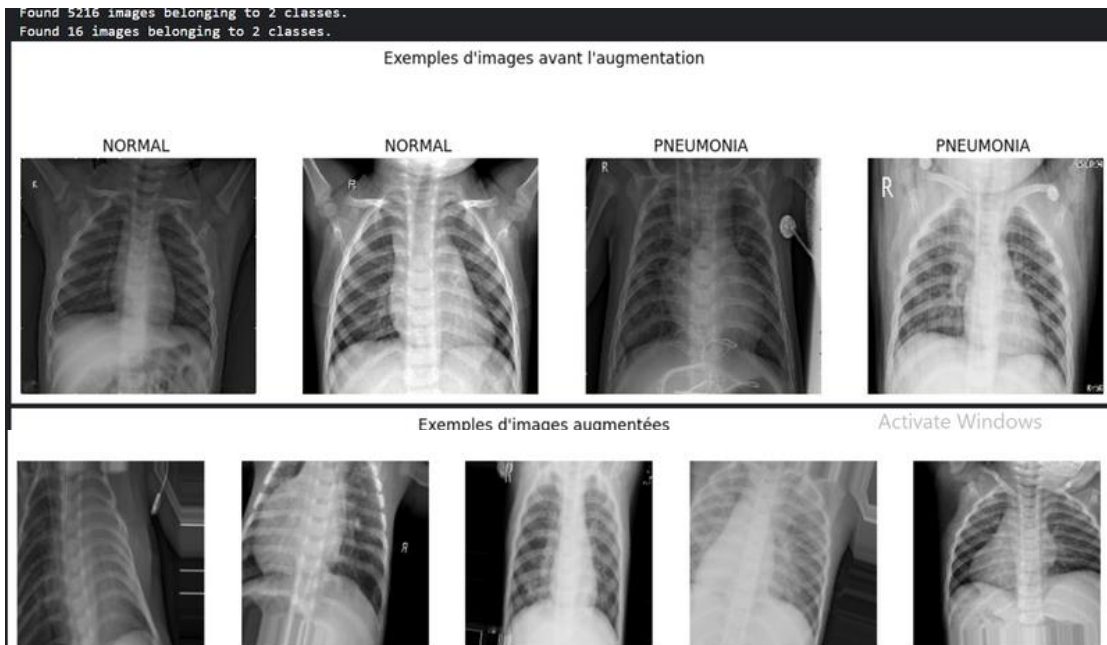 Found 5216 images belonging to 2 classes.
Found 16 images belonging to 2 classes.
Exemples d'images avant l'augmentation
NORMAL NORMAL PNEUMONIA PNEUMONIA
R R R
Exemples d'images augmentées
Activate Windows
R